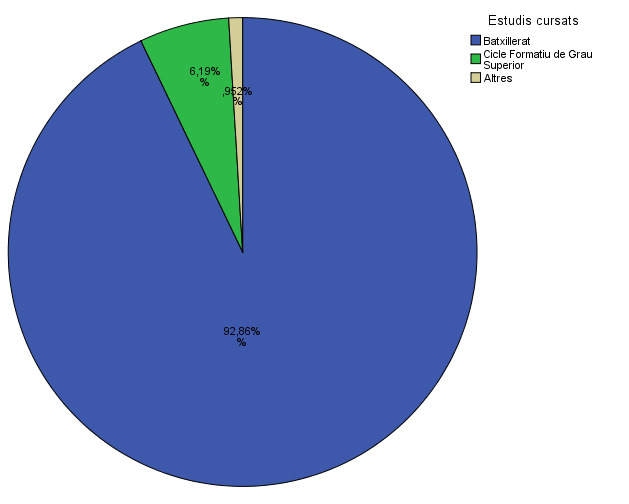 Estudis cursats
Batxillerat
Cicle Formatiu de Grau
Superior
Altres
6,19%
%
,952%
%
92,86%
%